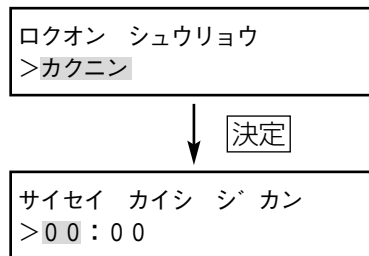 ロクオン シュウリョウ
＞カクニン
決定
サイセイ カイシ シ゛カン
＞００：００